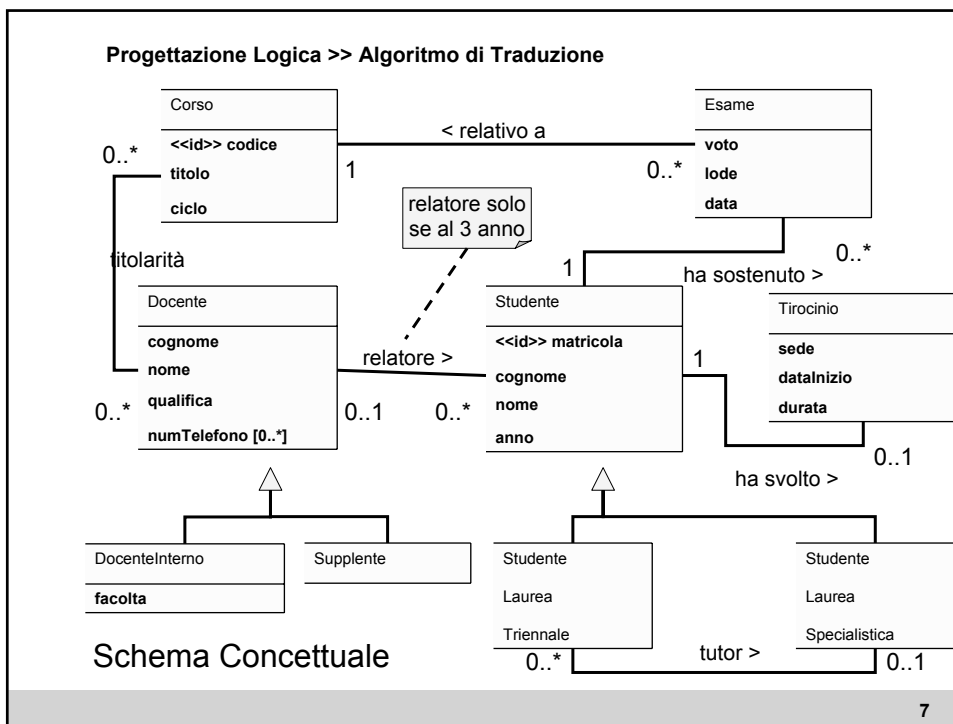 Progettazione Logica >> Algoritmo di Traduzione
Corso
<<id>> codice
titolo
ciclo
Esame
voto
lode
data
< relativo a
0..*
1
0..*
relatore solo
se al 3 anno
titolarità
1
ha sostenuto >
0..*
Docente
cognome
nome
qualifica
numTelefono [0..*]
relatore >
Studente
<<id>> matricola
cognome
nome
anno
1
Tirocinio
sede
dataInizio
durata
0..*
0..1
0..*
0..1
ha svolto >
DocenteInterno
facolta
Supplente
Studente
Laurea
Triennale
Studente
Laurea
Specialistica
Schema Concettuale
0..*
tutor >
0..1
7